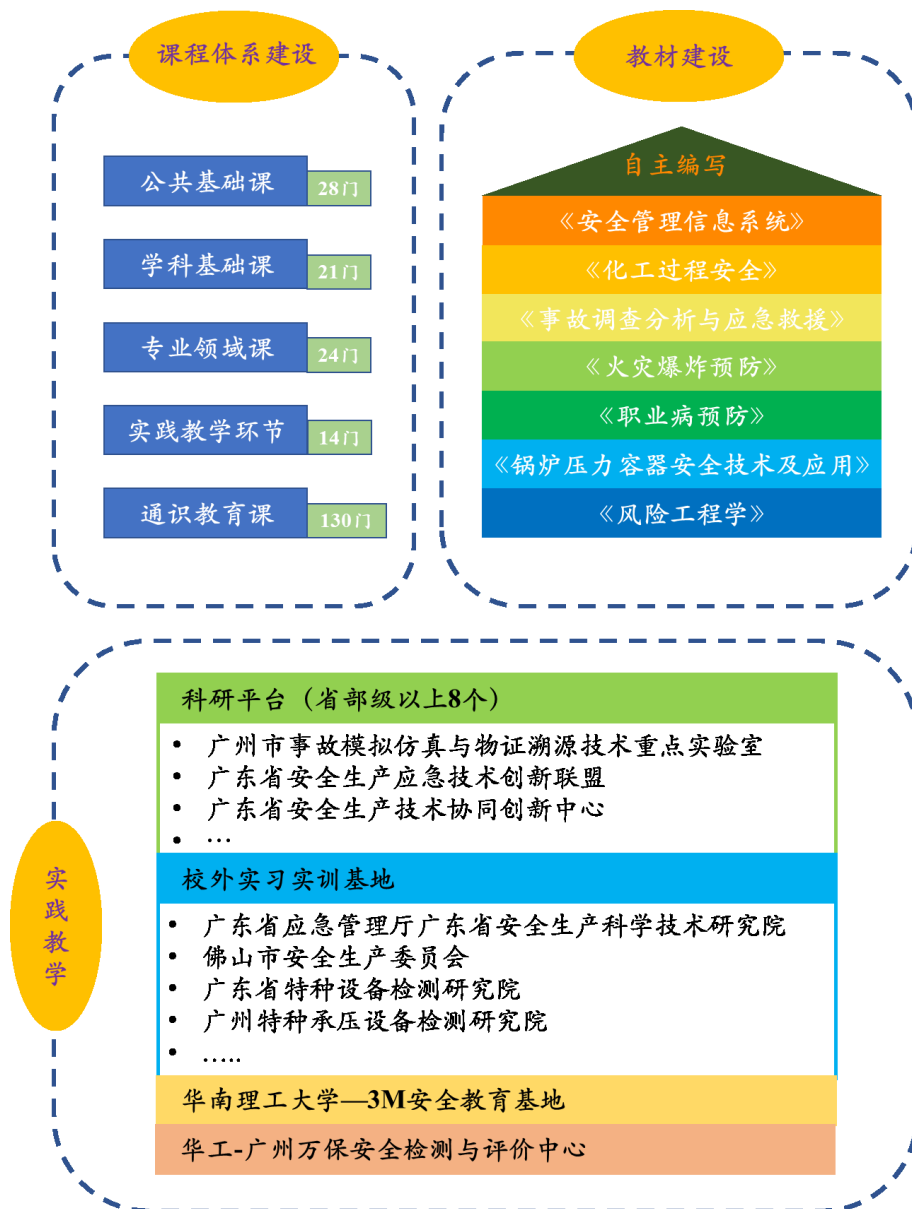 课程体系建设
公共基础课
28门
学科基础课
21门
专业领域课
24门
实践教学环节
14门
通识教育课
130门
教材建设
自主编写
《安全管理信息系统》
《化工过程安全》
《事故调查分析与应急救援》
《火灾爆炸预防》
《职业病预防》
《锅炉压力容器安全技术及应用》
《风险工程学》
实践教学
科研平台（省部级以上8个）
• 广州市事故模拟仿真与物证溯源技术重点实验室
• 广东省安全生产应急技术创新联盟
• 广东省安全生产技术协同创新中心
• …
校外实习实训基地
• 广东省应急管理厅广东省安全生产科学技术研究院
• 佛山市安全生产委员会
• 广东省特种设备检测研究院
• 广州特种承压设备检测研究院
• …..
华南理工大学—3M安全教育基地
华工-广州万保安全检测与评价中心